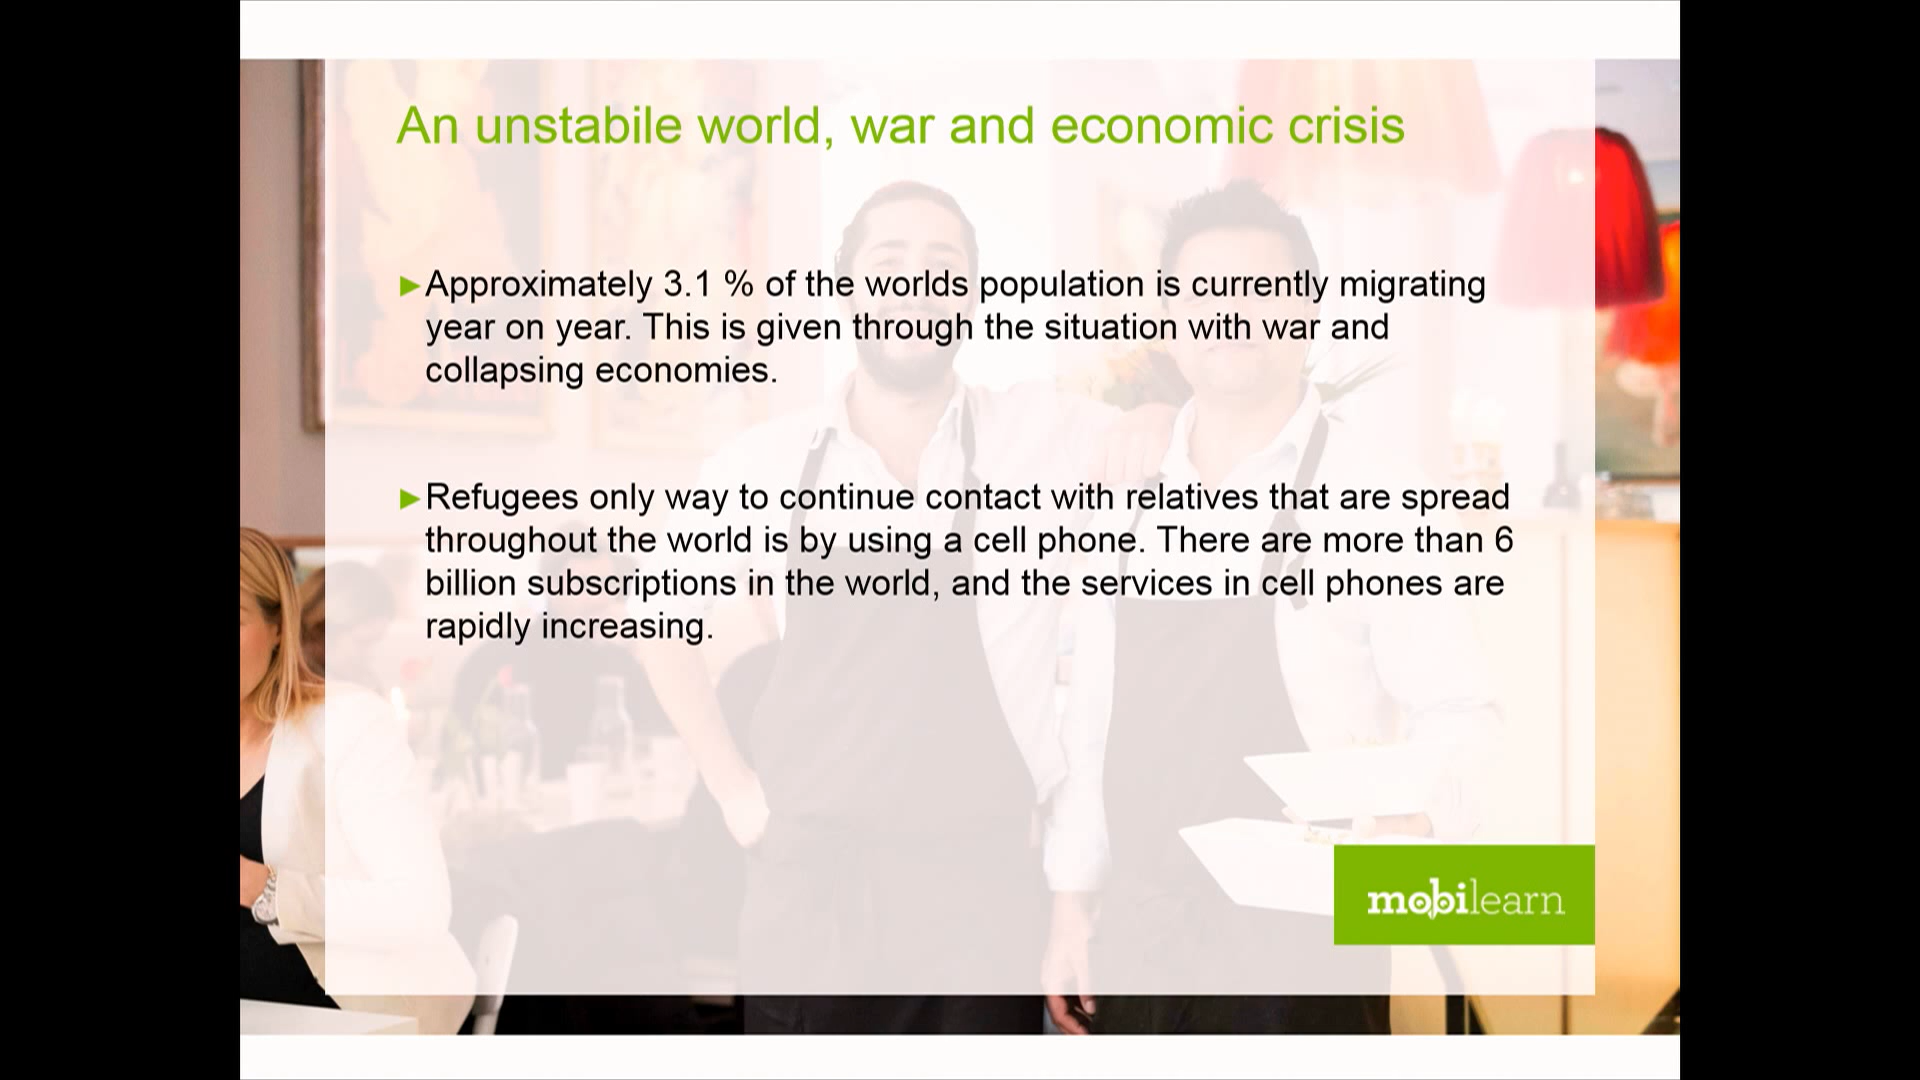 An unstabile world, war and economic crisis
►Approximately 3.1 % of the worlds population is currently migrating
year on year. This is given through the situation with war and
collapsing economies.
►Refugees only way to continue contact with relatives that are spread
throughout the world is by using a cell phone. There are more than 6
billion subscriptions in the world, and the services in cell phones are
rapidly increasing.
mobilearn